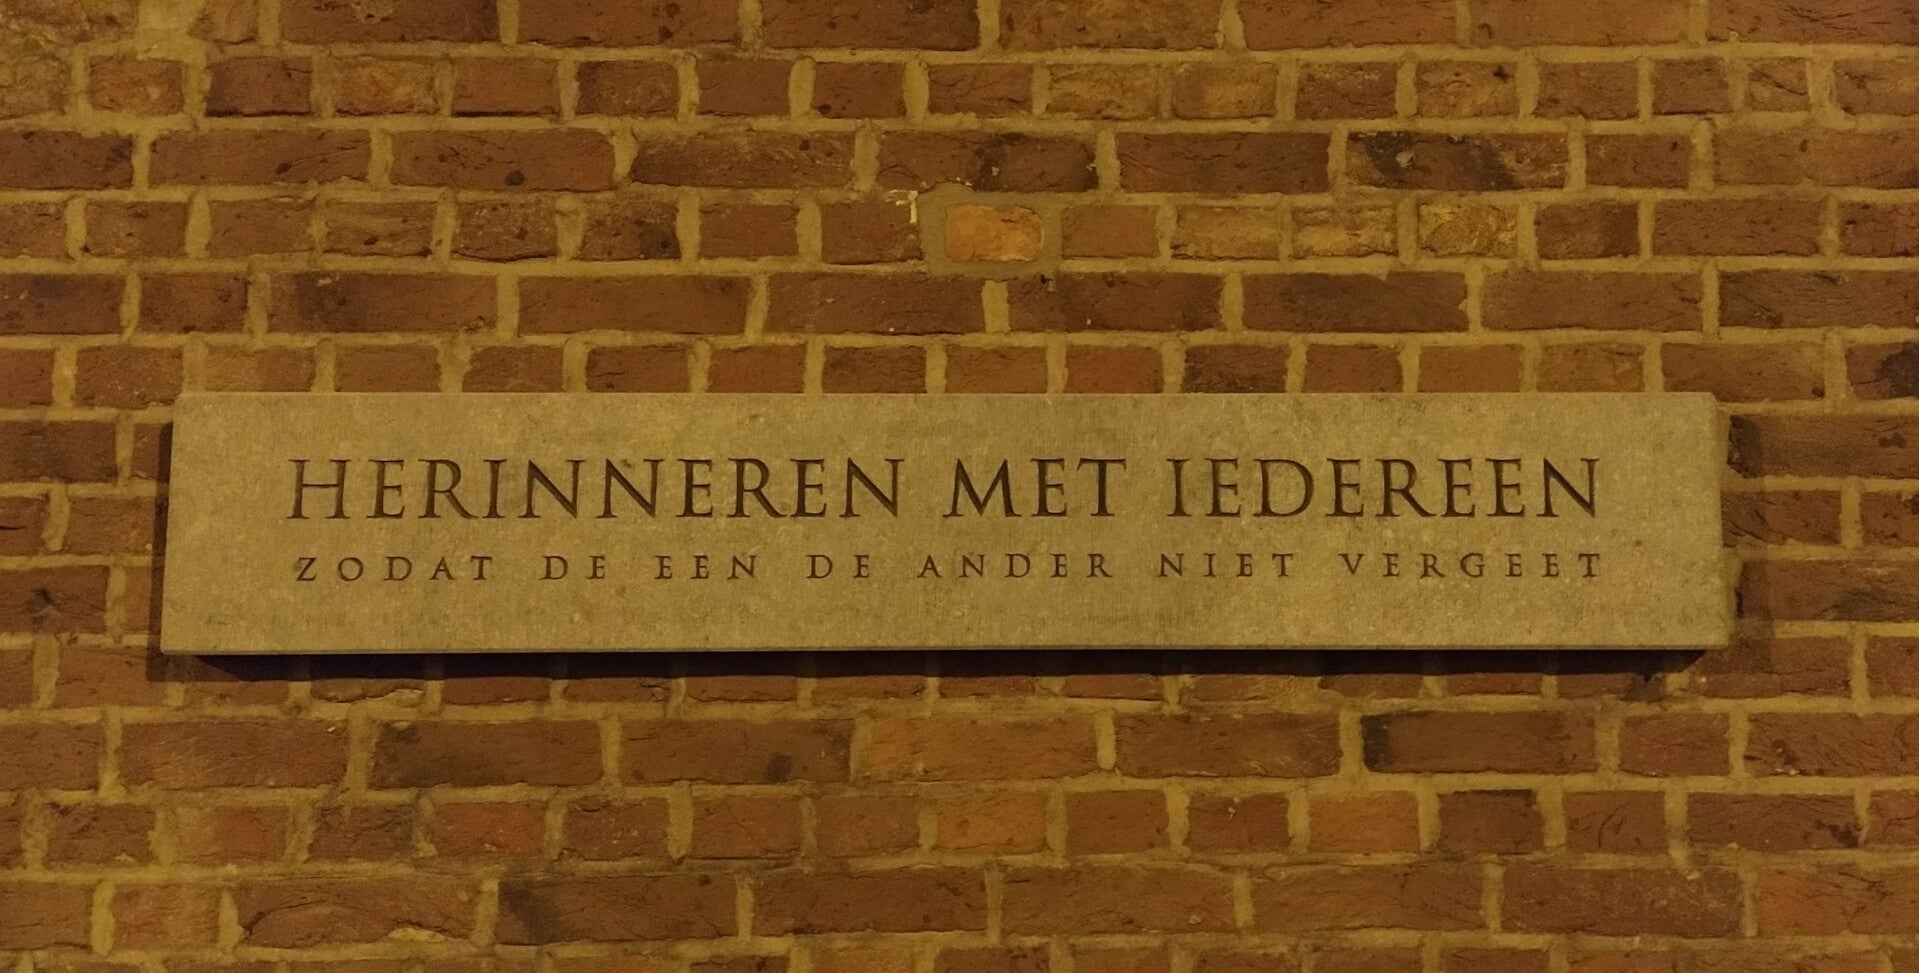 HERINNEREN MET IEDEREEN
ZODAT DE EEN DE ANDER NIET VERGEET